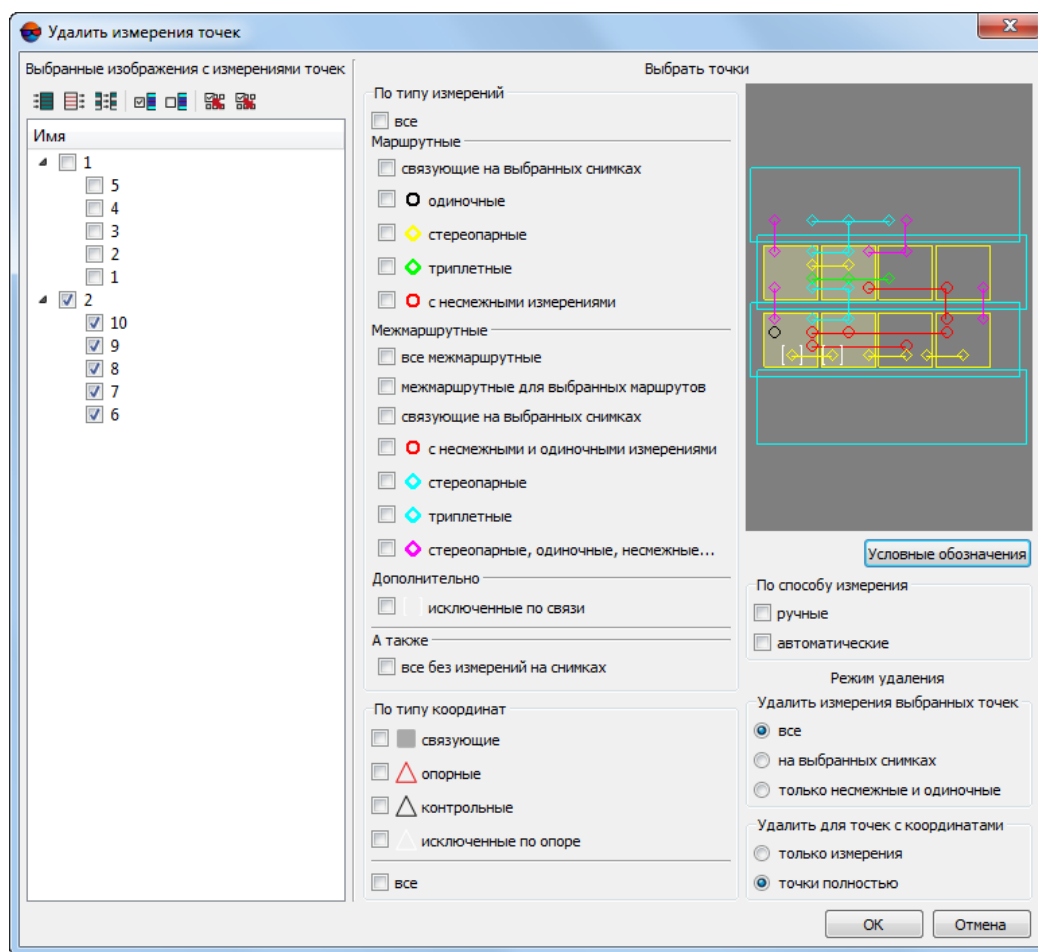 Удалить измерения точек
Выбранные изображения с измерениями точек
Имя
1
5
4
3
2
1
2
10
9
8
7
6
Выбрать точки
По типу измерений
все
Маршрутные
связующие на выбранных снимках
одиночные
стереопарные
триплетные
с несмежными измерениями
Межмаршрутные
все межмаршрутные
межмаршрутные для выбранных маршрутов
связующие на выбранных снимках
с несмежными и одиночными измерениями
стереопарные
триплетные
стереопарные, одиночные, несмежные...
Дополнительно
исключенные по связи
А также
все без измерений на снимках
По типу координат
связующие
опорные
контрольные
исключенные по опоре
все
Условные обозначения
По способу измерения
ручные
автоматические
Режим удаления
Удалить измерения выбранных точек
все
на выбранных снимках
только несмежные и одиночные
Удалить для точек с координатами
только измерения
точки полностью
OK
Отмена